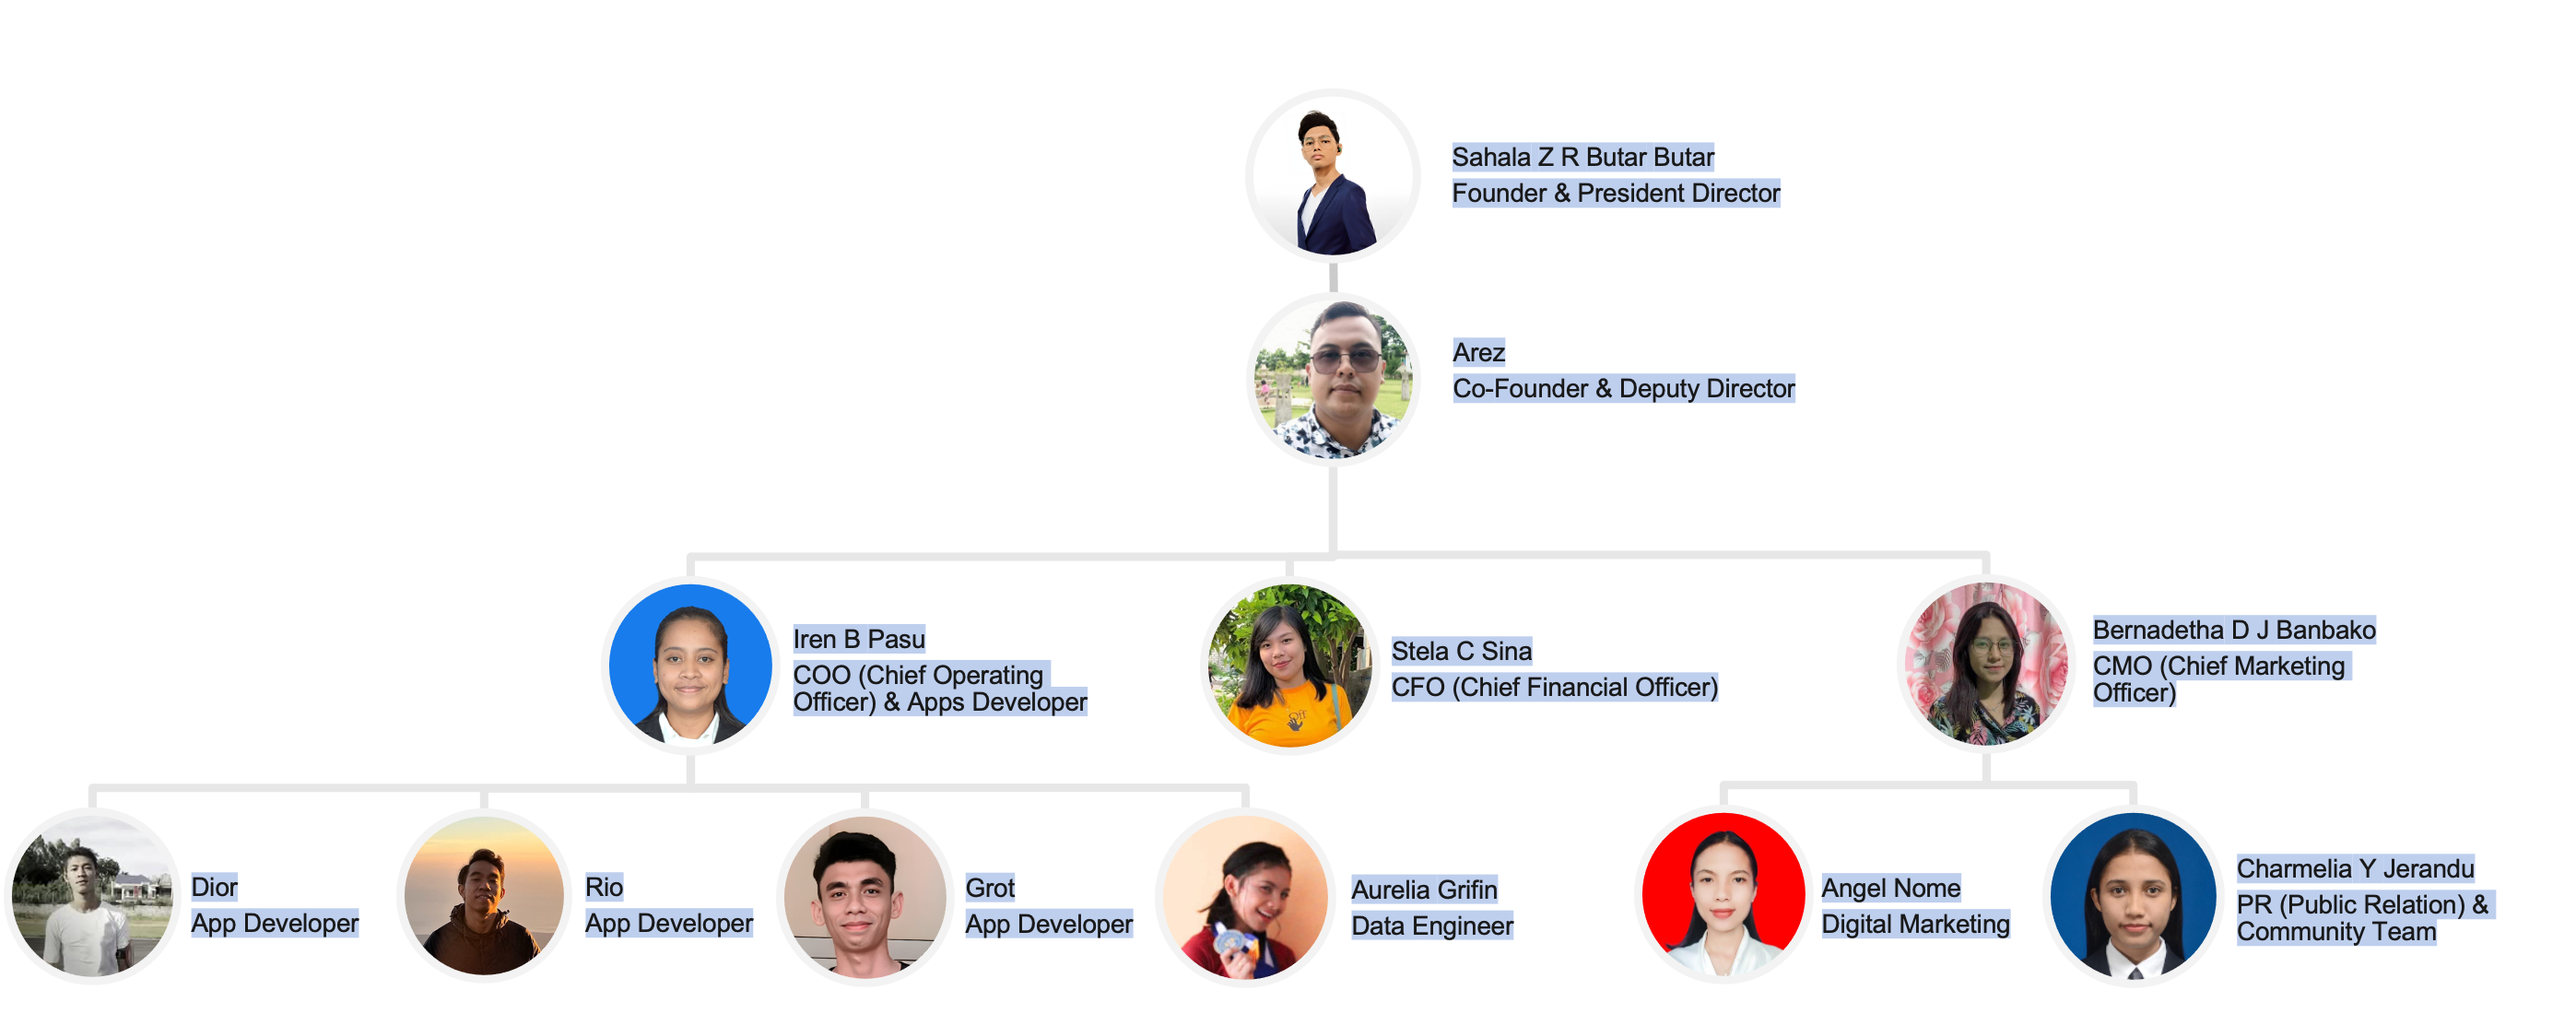 Sahala Z R Butar Butar
Founder & President Director
Arez
Co-Founder & Deputy Director
Iren B Pasu
COO (Chief Operating
Officer) & Apps Developer
Stela C Sina
CFO (Chief Financial Officer)
Bernadetha D J Banbako
CMO (Chief Marketing
Officer)
Dior
App Developer
Rio
App Developer
Grot
App Developer
Aurelia Grifin
Data Engineer
Angel Nome
Digital Marketing
Charmelia Y Jerandu
PR (Public Relation) &
Community Team
Off